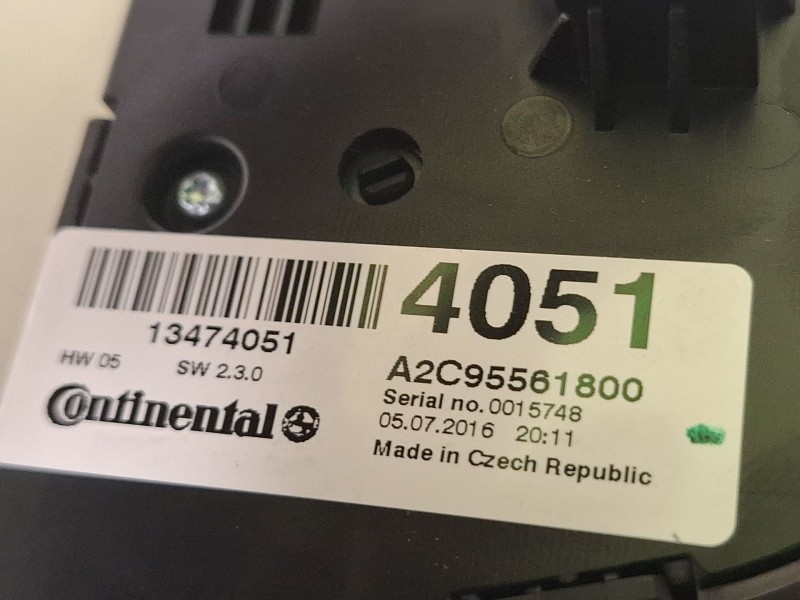 4051
13474051
HW 05 SW 2.3.0
A2C95561800
Serial no. 0015748
05.07.2016 20:11
Continental
Made in Czech Republic